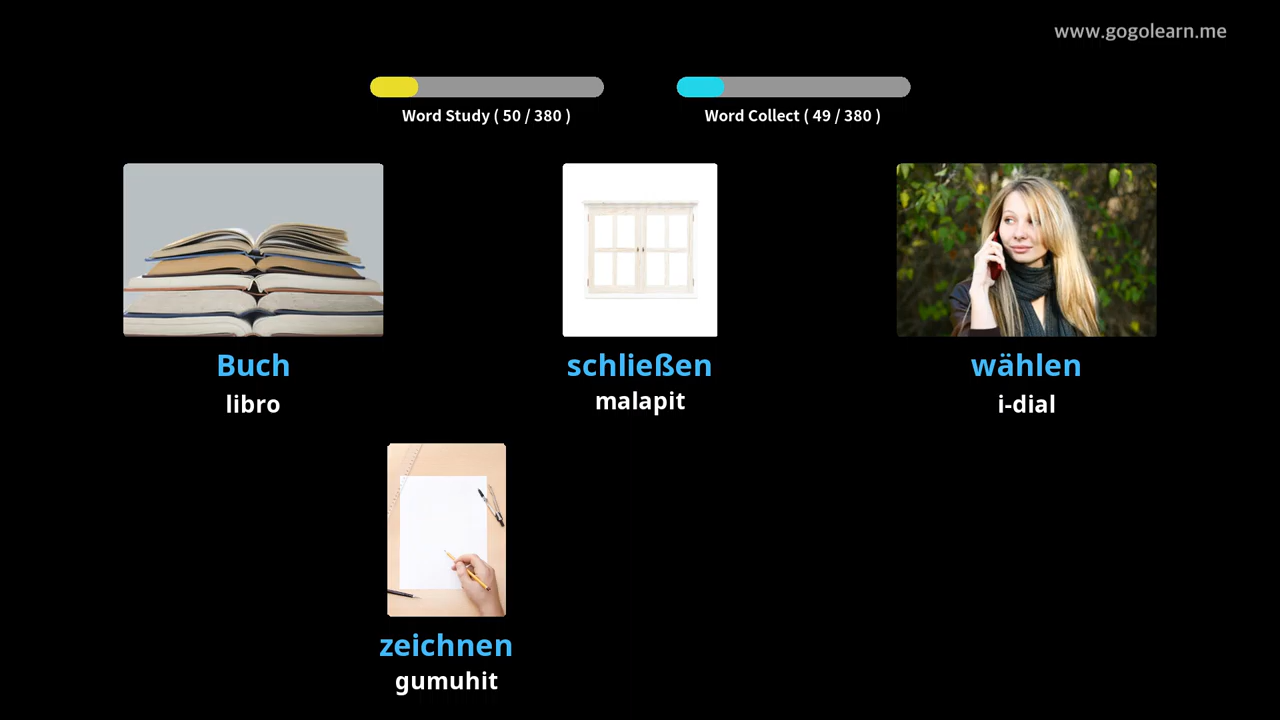 www.gogolearn.me
Word Study ( 50 / 380 )
Word Collect ( 49 / 380 )
Buch
libro
schließen
malapit
wählen
i-dial
zeichnen
gumuhit